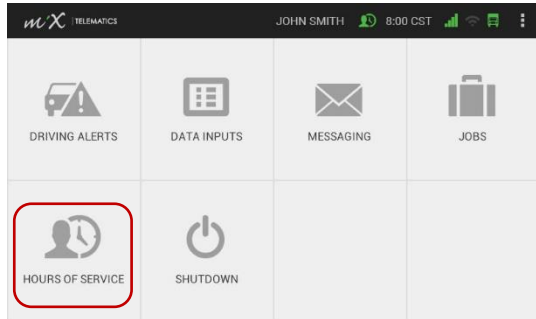 mix TELEMATICS JOHN SMITH 8:00 CST
DRIVING ALERTS DATA INPUTS MESSAGING JOBS
HOURS OF SERVICE SHUTDOWN